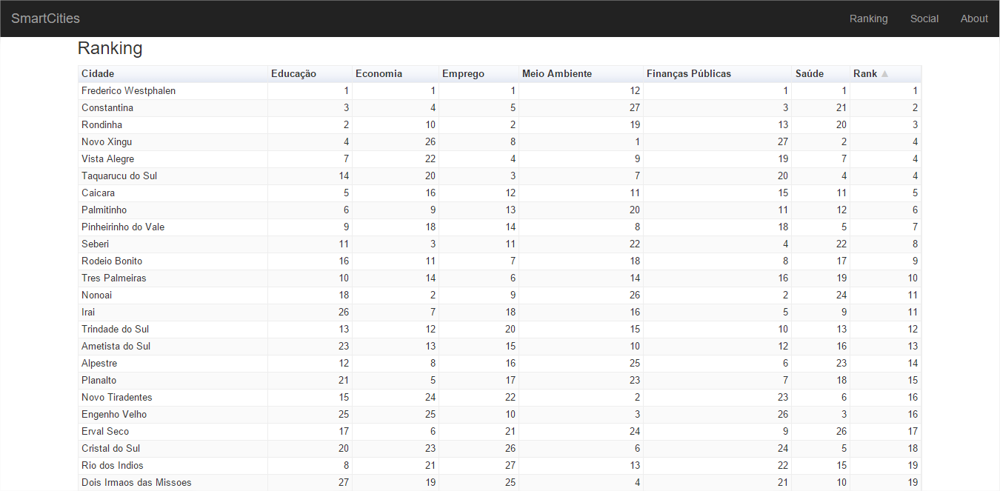 SmartCities Ranking Social About
Ranking
Cidade Educação Economia Emprego Meio Ambiente Finanças Públicas Saúde Rank
Frederico Westphalen 1 1 1 12 1 1 1
Constantina 3 4 5 27 3 21 2
Rondinha 2 10 2 19 13 20 3
Novo Xingu 4 26 8 1 27 2 4
Vista Alegre 7 22 4 9 19 7 4
Taquarucu do Sul 14 20 3 7 20 4 4
Caicara 5 16 12 11 15 11 5
Palmitinho 6 9 13 20 11 12 6
Pinheirinho do Vale 9 18 14 8 18 5 7
Seberi 11 3 11 22 4 22 8
Rodeio Bonito 16 11 7 18 8 17 9
Tres Palmeiras 10 14 6 14 16 19 10
Nonoai 18 2 9 26 2 24 11
Irai 26 7 18 16 5 9 11
Trindade do Sul 13 12 20 15 10 13 12
Ametista do Sul 23 13 15 10 12 16 13
Alpestre 12 8 16 25 6 23 14
Planalto 21 5 17 23 7 18 15
Novo Tiradentes 15 24 22 2 23 6 16
Engenho Velho 25 25 10 3 26 3 16
Erval Seco 17 6 21 24 9 26 17
Cristal do Sul 20 23 26 6 24 5 18
Rio dos Indios 8 21 27 13 22 15 19
Dois Irmaos das Missoes 27 19 25 4 21 10 19